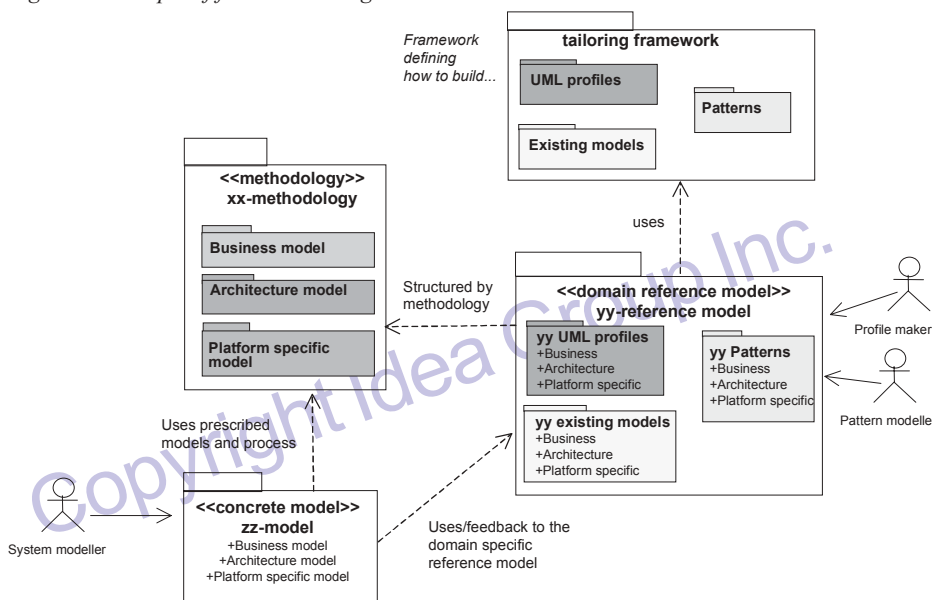 Framework
defining
how to build...
tailoring framework
UML profiles
Patterns
Existing models
<<methodology>>
xx-methodology
Business model
Architecture model
Platform specific
model
uses
Structured by
methodology
<<domain reference model>>
yy-reference model
yy UML profiles
+Business
+Architecture
+Platform specific
yy Patterns
+Business
+Architecture
+Platform specific
yy existing models
+Business
+Architecture
+Platform specific
Profile maker
Pattern modelle
Uses prescribed
models and process
<<concrete model>>
zz-model
+Business model
+Architecture model
+Platform specific model
System modeller
Uses/feedback to the
domain specific
reference model
Copyright Idea Group Inc.